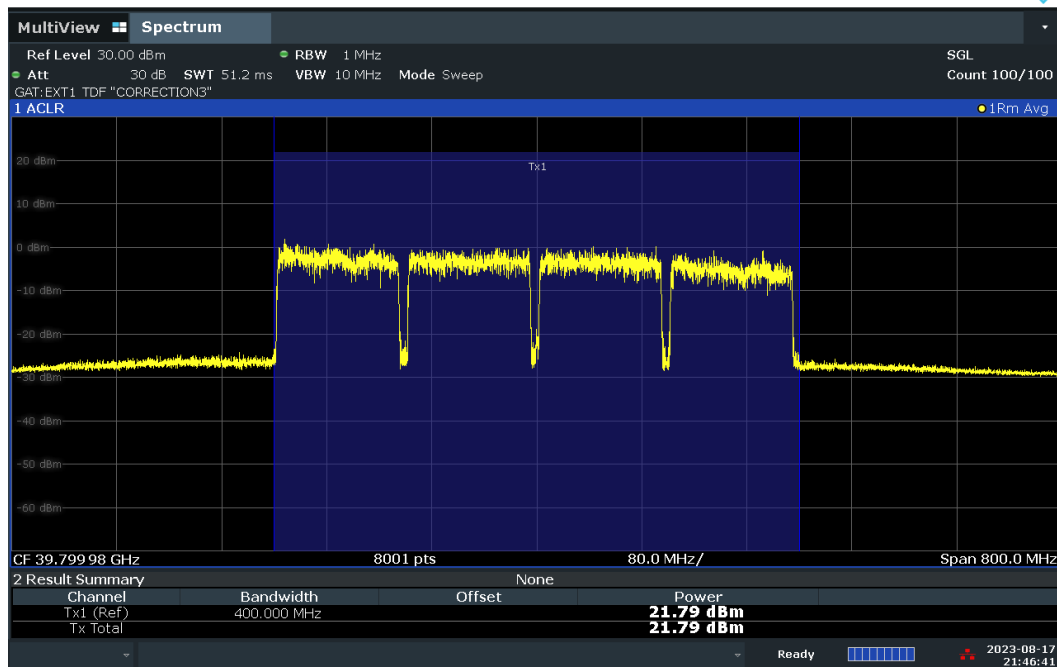 MultiView Spectrum
Ref Level 30.00 dBm RBW 1 MHz SGL
Att 30 dB SWT 51.2 ms VBW 10 MHz Mode Sweep Count 100/100
GAT:EXT1 TDF "CORRECTION3"
1 ACLR 1Rm Avg
Tx1
20 dBm
10 dBm
0 dBm
-10 dBm
-20 dBm
-30 dBm
-40 dBm
-50 dBm
-60 dBm
CF 39.79998 GHz 8001 pts 80.0 MHz/ Span 800.0 MHz
2 Result Summary None
Channel Bandwidth Offset Power
Tx1 (Ref) 400.000 MHz 21.79 dBm
Tx Total 21.79 dBm
Ready 2023-08-17
21:46:41